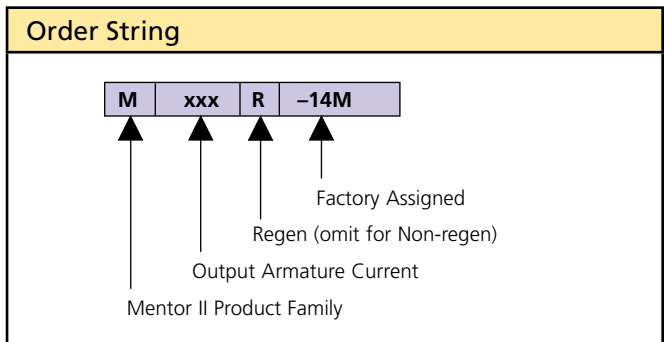 Order String
M xxx R –14M
Factory Assigned
Regen (omit for Non-regen)
Output Armature Current
Mentor II Product Family